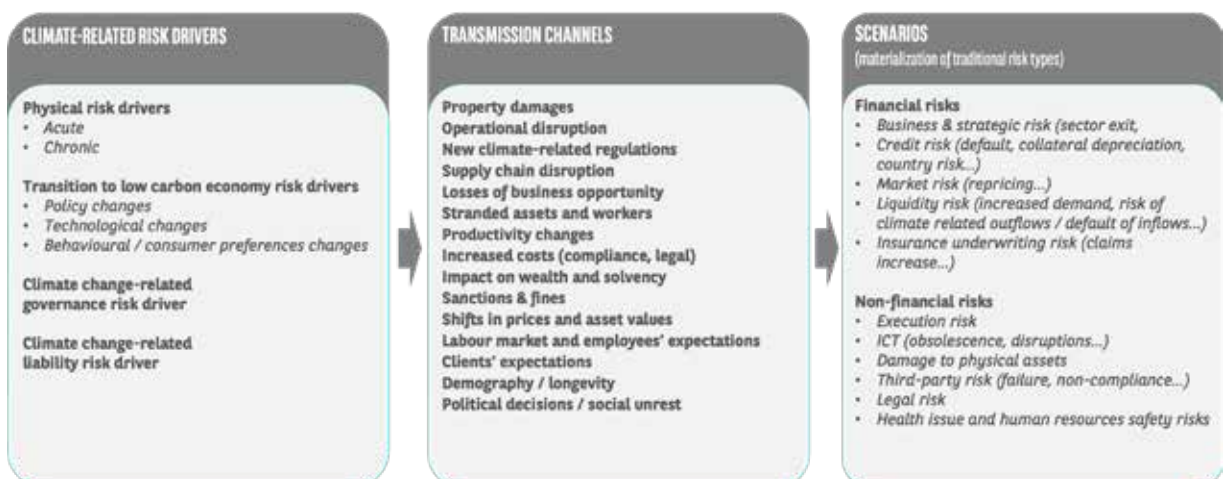 CLIMATE-RELATED RISK DRIVERS
Physical risk drivers
• Acute
• Chronic
Transition to low carbon economy risk drivers
• Policy changes
• Technological changes
• Behavioural / consumer preferences changes
Climate change-related
governance risk driver
Climate change-related
liability risk driver
TRANSMISSION CHANNELS
Property damages
Operational disruption
New climate-related regulations
Supply chain disruption
Losses of business opportunity
Stranded assets and workers
Productivity changes
Increased costs (compliance, legal)
Impact on wealth and solvency
Sanctions & fines
Shifts in prices and asset values
Labour market and employees' expectations
Clients' expectations
Demography / longevity
Political decisions / social unrest
SCENARIOS
(materialization of traditional risk types)
Financial risks
• Business & strategic risk (sector exit,
• Credit risk (default, collateral depreciation,
country risk...)
• Market risk (repricing...)
• Liquidity risk (increased demand, risk of
climate related outflows / default of inflows...)
• Insurance underwriting risk (claims
increase...)
Non-financial risks
• Execution risk
• ICT (obsolescence, disruptions...)
• Damage to physical assets
• Third-party risk (failure, non-compliance...)
• Legal risk
• Health issue and human resources safety risks